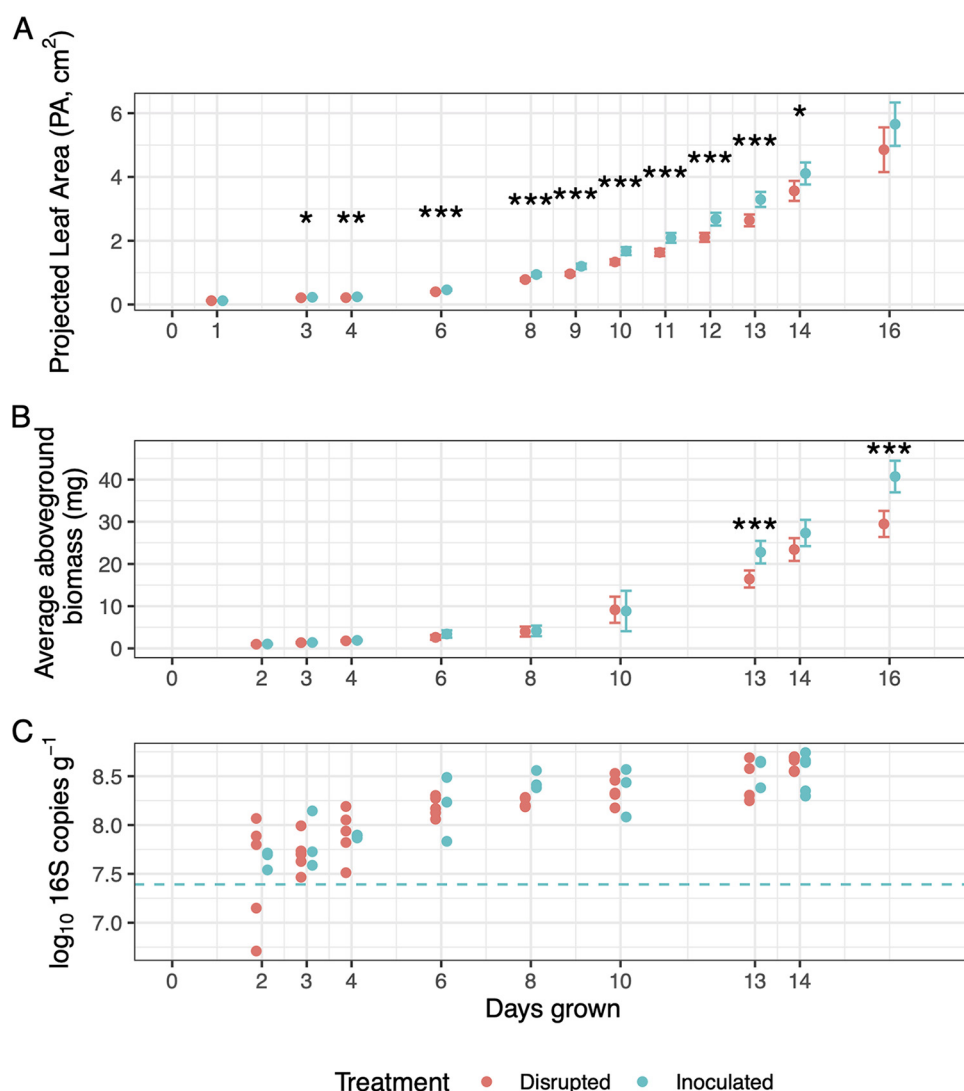 A
Projected Leaf Area (PA, cm²)
6
4
2
0
* ** *** *** *** *** *** *** *** *
0 1 3 4 6 8 9 10 11 12 13 14 16
B
Average aboveground
biomass (mg)
40
30
20
10
0
*** ***
0 2 3 4 6 8 10 13 14 16
C
log₁₀ 16S copies g⁻¹
8.5
8.0
7.5
7.0
0 2 3 4 6 8 10 13 14
Days grown
Treatment Disrupted Inoculated